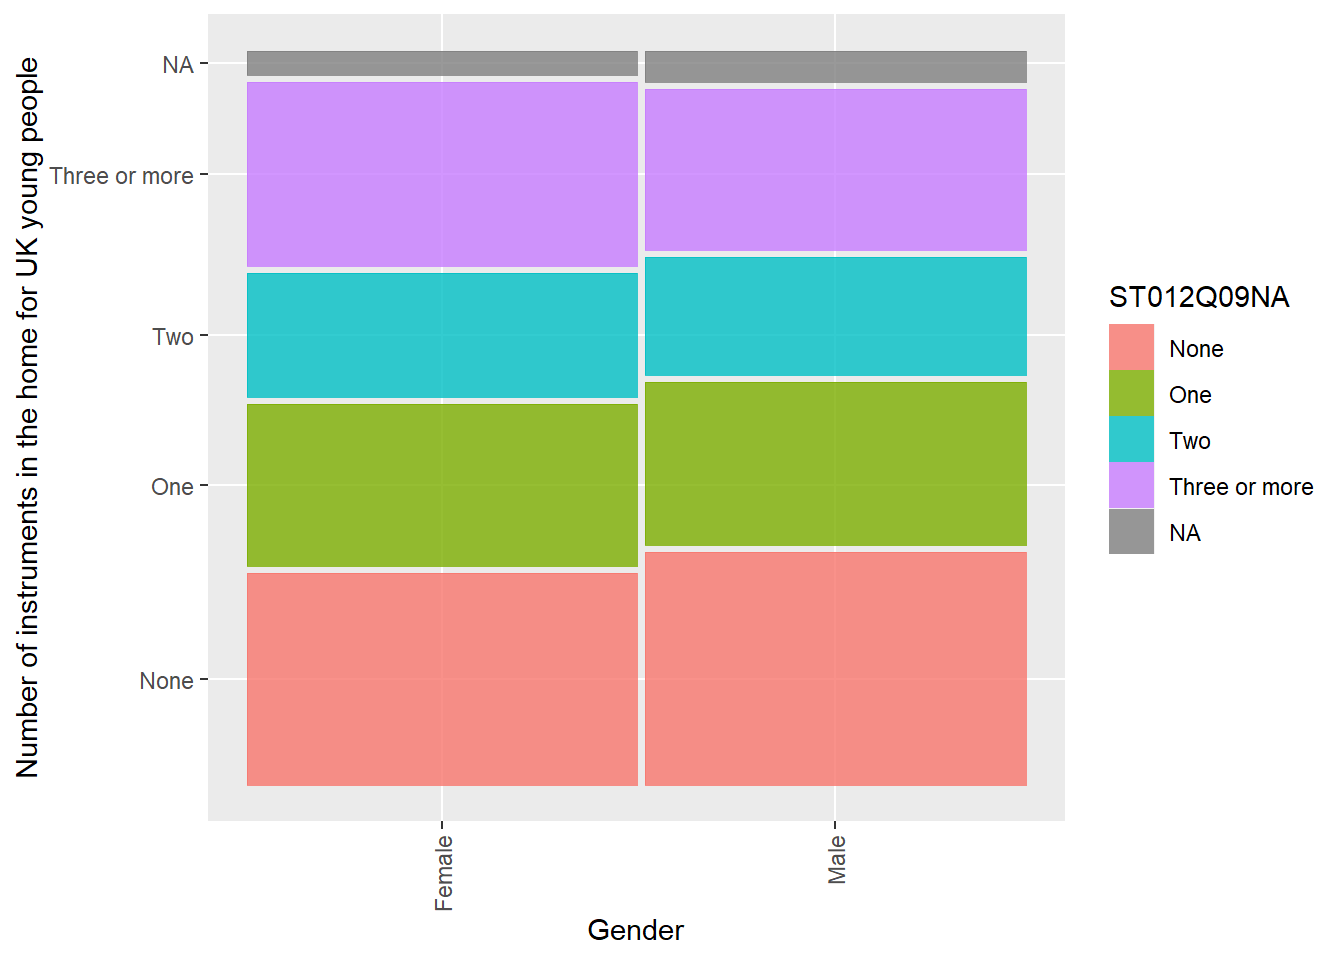 Number of instruments in the home for UK young people
NA
Three or more
Two
One
None
Female
Male
Gender
ST012Q09NA
None
One
Two
Three or more
NA